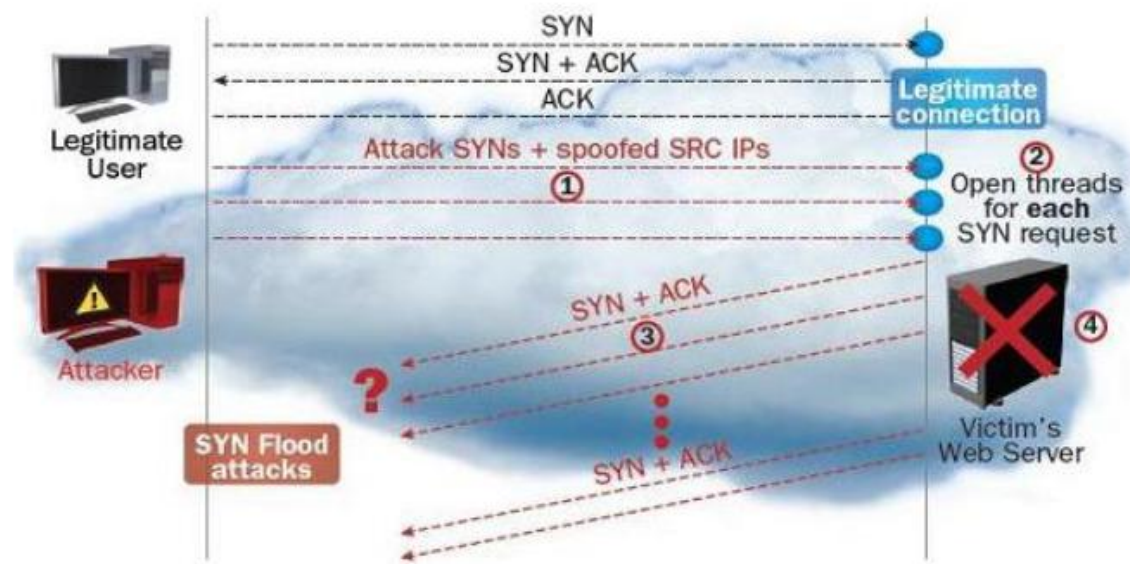 SYN
SYN + ACK
ACK
Legitimate
User
Legitimate
connection
Attack SYNs + spoofed SRC IPs
1
2
Open threads
for each
SYN request
Attacker
SYN + ACK
3
4
?
SYN Flood
attacks
Victim's
Web Server
SYN + ACK